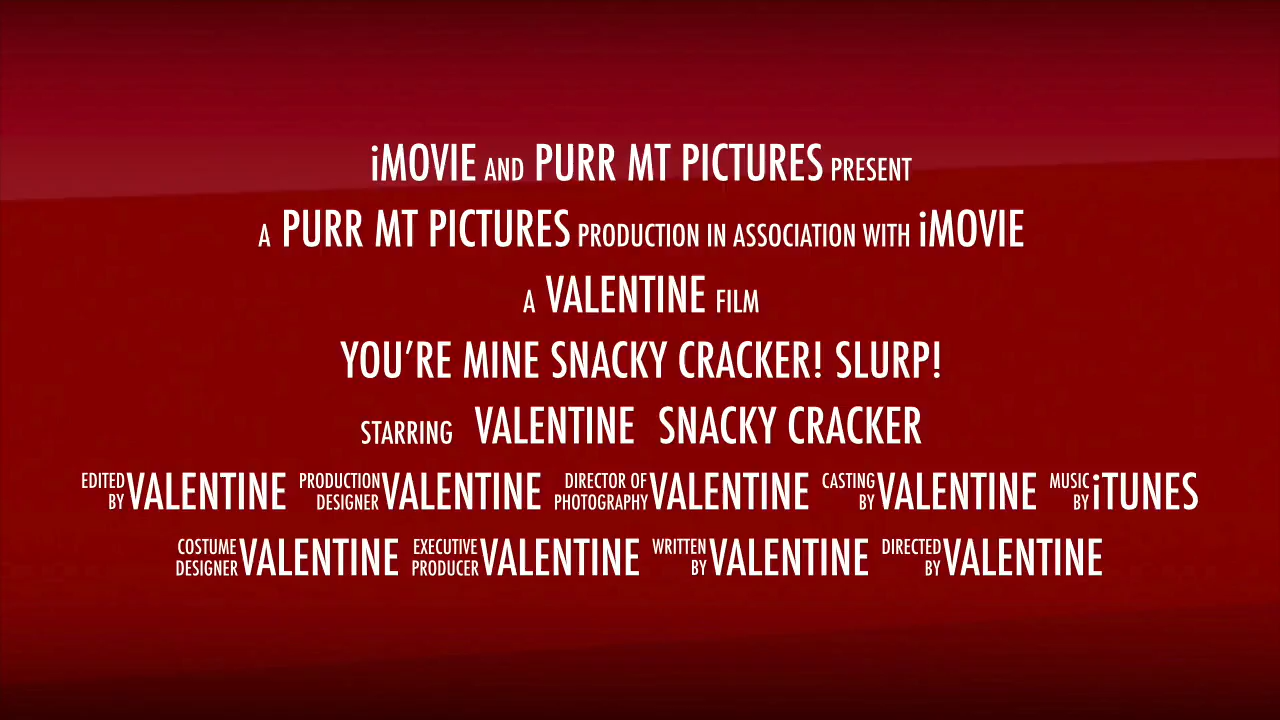 iMOVIE AND PURR MT PICTURES PRESENT
A PURR MT PICTURES PRODUCTION IN ASSOCIATION WITH iMOVIE
A VALENTINE FILM
YOU'RE MINE SNACKY CRACKER! SLURP!
STARRING VALENTINE SNACKY CRACKER
EDITED BY VALENTINE PRODUCTION DESIGNER VALENTINE DIRECTOR OF PHOTOGRAPHY VALENTINE CASTING BY VALENTINE MUSIC BY iTUNES
COSTUME DESIGNER VALENTINE EXECUTIVE PRODUCER VALENTINE WRITTEN BY VALENTINE DIRECTED BY VALENTINE